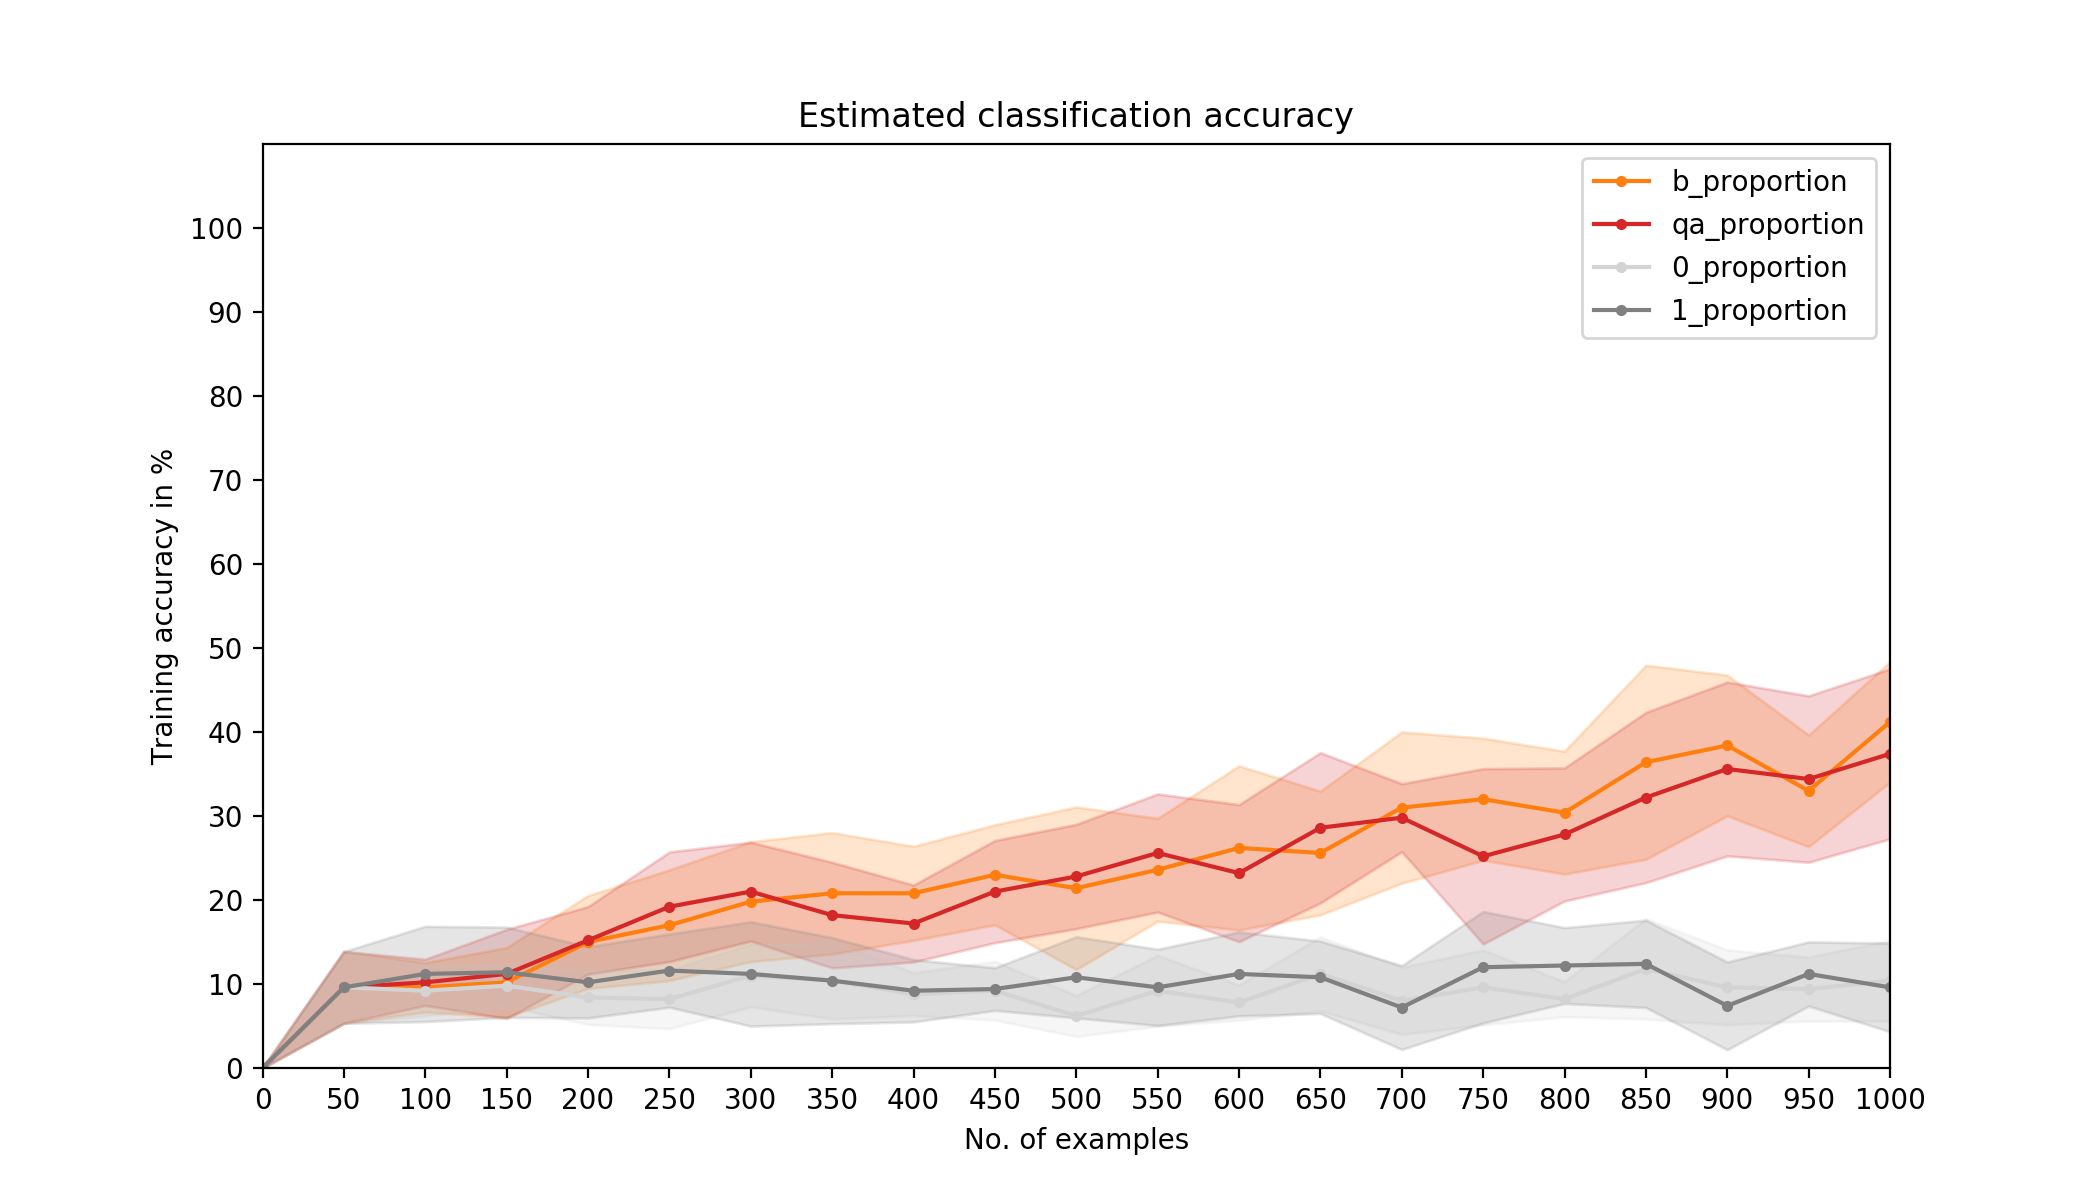 Estimated classification accuracy
b_proportion
qa_proportion
0_proportion
1_proportion
Training accuracy in %
100
90
80
70
60
50
40
30
20
10
0
0 50 100 150 200 250 300 350 400 450 500 550 600 650 700 750 800 850 900 950 1000
No. of examples